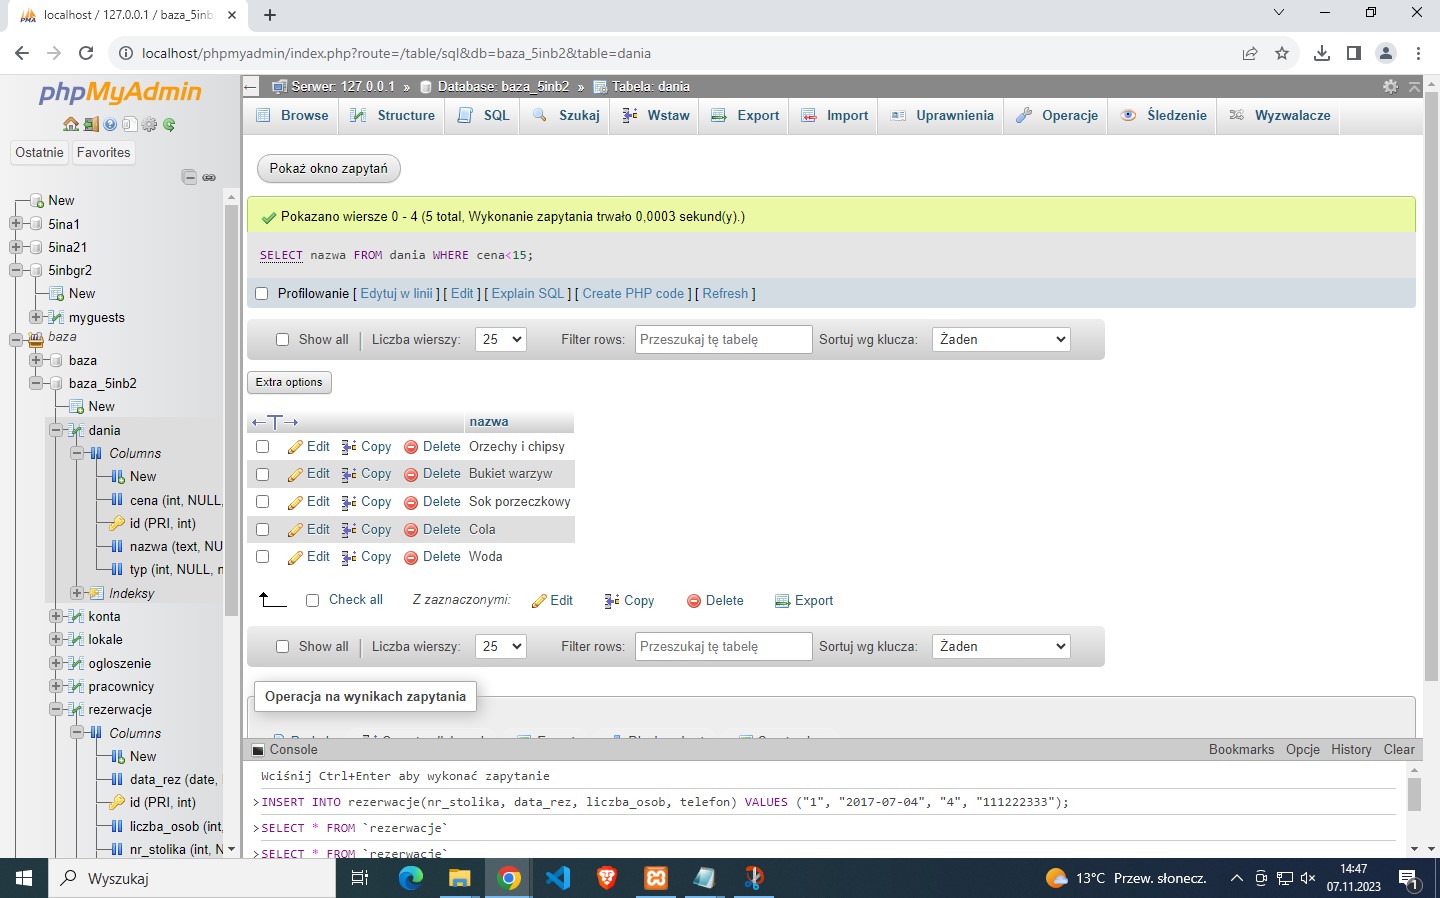 localhost / 127.0.0.1 / baza_5inb
localhost/phpmyadmin/index.php?route=/table/sql&db=baza_5inb2&table=dania
phpMyAdmin
Ostatnie Favorites
New
5ina1
5ina21
5inbgr2
New
myguests
baza
baza
baza_5inb2
New
dania
Columns
New
cena (int, NULL,
id (PRI, int)
nazwa (text, NU
typ (int, NULL, n
Indeksy
konta
lokale
ogloszenie
pracownicy
rezerwacje
Columns
New
data_rez (date,
id (PRI, int)
liczba_osob (int,
nr_stolika (int, N
Serwer: 127.0.0.1 » Database: baza_5inb2 » Tabela: dania
Browse Structure SQL Szukaj Wstaw Export Import Uprawnienia Operacje Śledzenie Wyzwalacze
Pokaż okno zapytań
Pokazano wiersze 0 - 4 (5 total, Wykonanie zapytania trwało 0,0003 sekund(y).)
SELECT nazwa FROM dania WHERE cena<15;
Profilowanie [ Edytuj w linii ] [ Edit ] [ Explain SQL ] [ Create PHP code ] [ Refresh ]
Show all Liczba wierszy: 25 Filter rows: Przeszukaj tę tabelę Sortuj wg klucza: Żaden
Extra options
nazwa
Edit Copy Delete Orzechy i chipsy
Edit Copy Delete Bukiet warzyw
Edit Copy Delete Sok porzeczkowy
Edit Copy Delete Cola
Edit Copy Delete Woda
Check all Z zaznaczonymi: Edit Copy Delete Export
Show all Liczba wierszy: 25 Filter rows: Przeszukaj tę tabelę Sortuj wg klucza: Żaden
Operacja na wynikach zapytania
Console Bookmarks Opcje History Clear
Wciśnij Ctrl+Enter aby wykonać zapytanie
>INSERT INTO rezerwacje(nr_stolika, data_rez, liczba_osob, telefon) VALUES ("1", "2017-07-04", "4", "111222333");
>SELECT * FROM `rezerwacje`
>SELECT * FROM `rezerwacje`
Wyszukaj
13°C Przew. słonecz.
14:47
07.11.2023
1